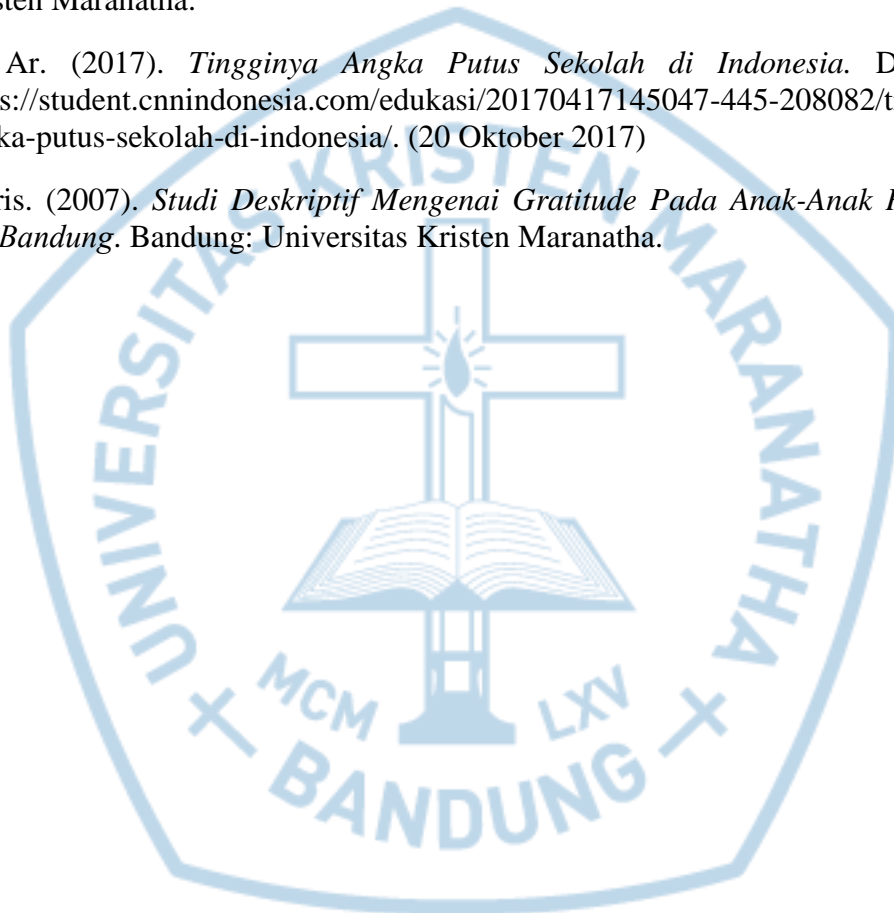 sten Maranatha.
Ar. (2017). Tingginya Angka Putus Sekolah di Indonesia. D
s://student.cnnindonesia.com/edukasi/20170417145047-445-208082/t
ka-putus-sekolah-di-indonesia/. (20 Oktober 2017)
ris. (2007). Studi Deskriptif Mengenai Gratitude Pada Anak-Anak
Bandung. Bandung: Universitas Kristen Maranatha.
UNIVERSITAS KRISTEN MARANATHA
MCM LXV
BANDUNG